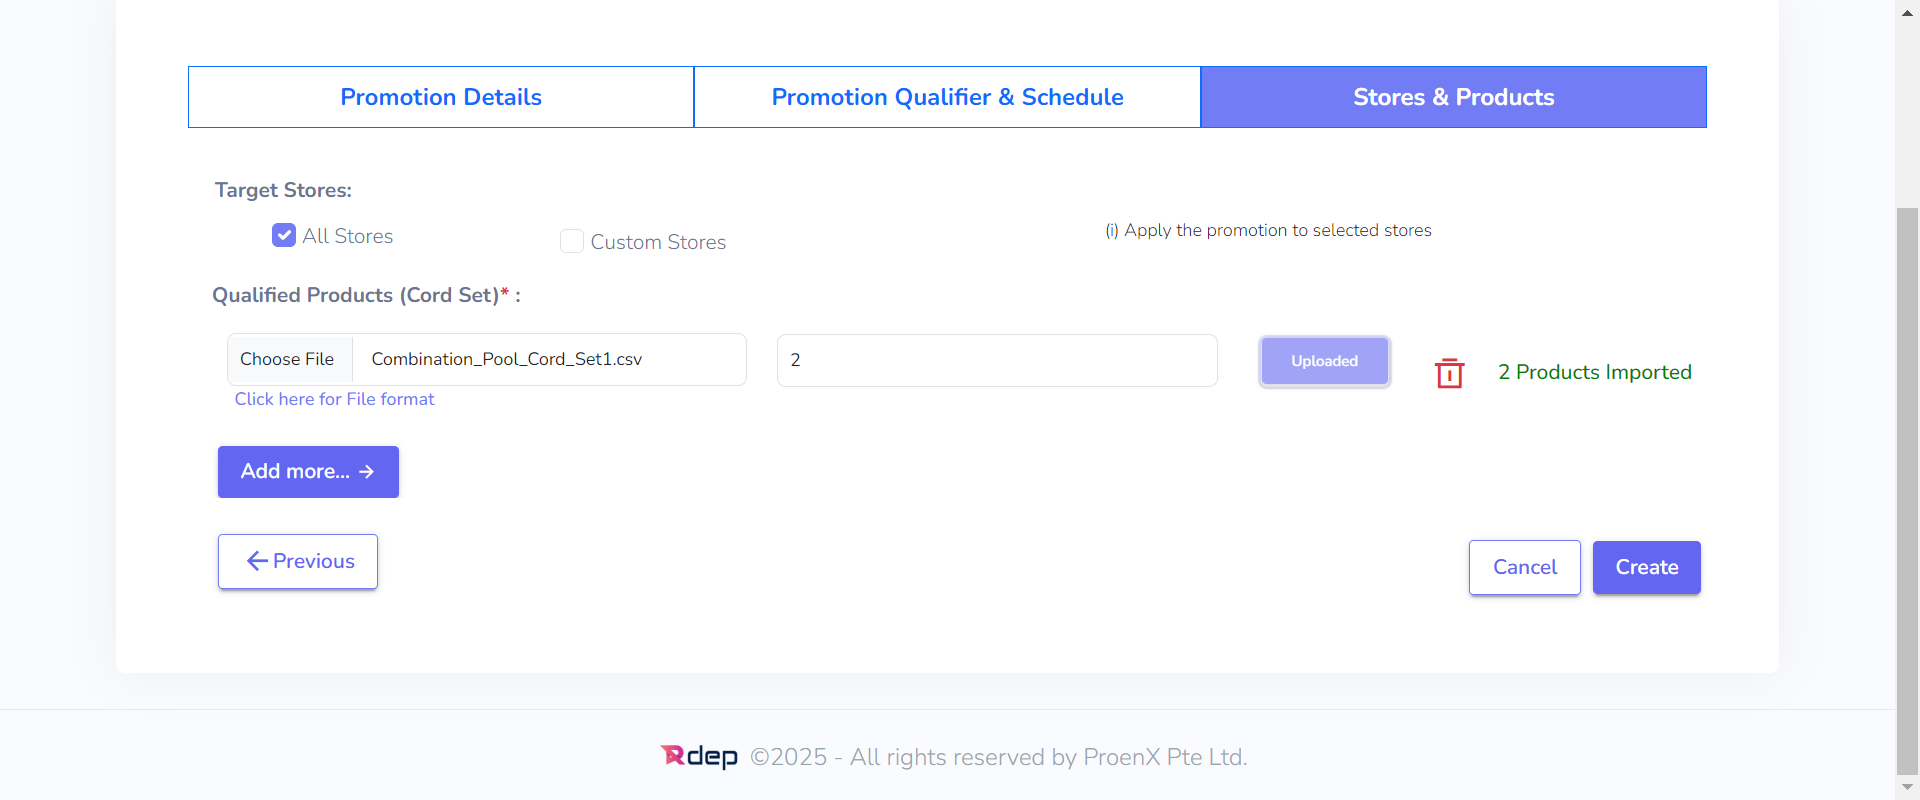 Promotion Details
Promotion Qualifier & Schedule
Stores & Products
Target Stores:
All Stores
Custom Stores
(i) Apply the promotion to selected stores
Qualified Products (Cord Set)* :
Choose File
Combination_Pool_Cord_Set1.csv
2
Uploaded
2 Products Imported
Click here for File format
Add more...
Previous
Cancel
Create
Rdep ©2025 - All rights reserved by ProenX Pte Ltd.